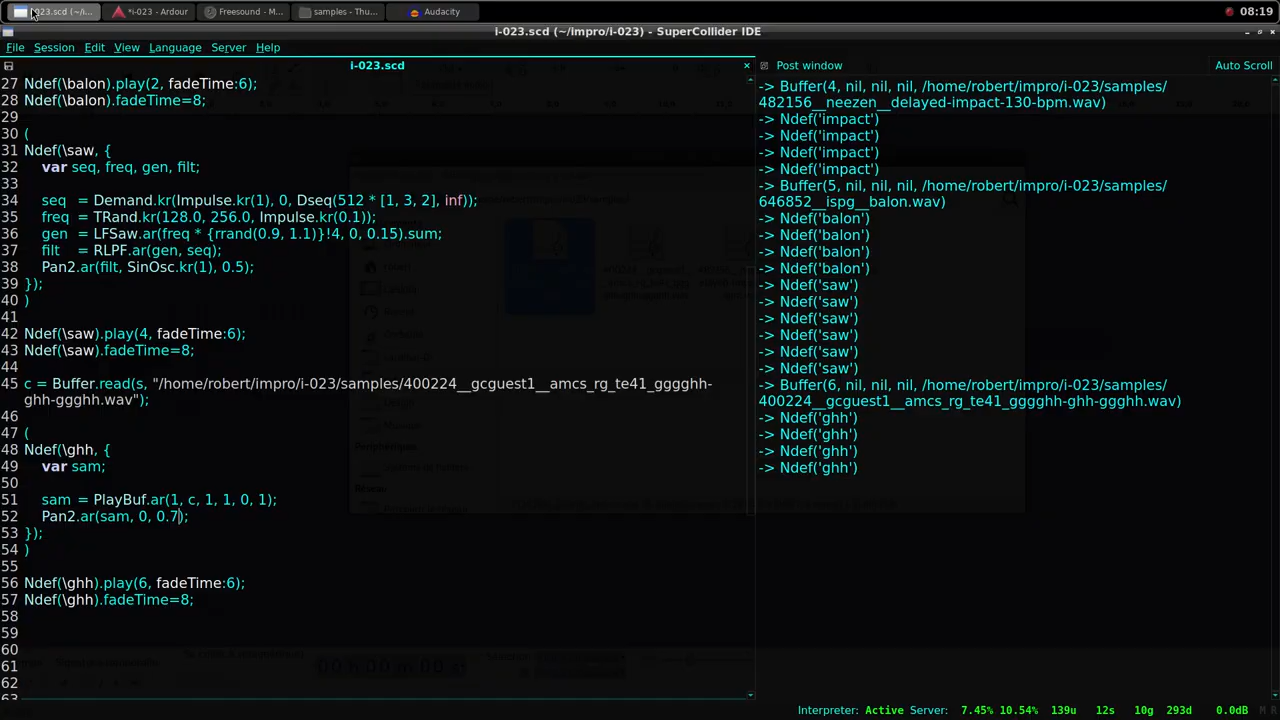 i-023.scd (~/i...
*i-023 - Ardour
Freesound - M...
samples - Thu...
Audacity
08:19
i-023.scd (~/impro/i-023) - SuperCollider IDE
File Session Edit View Language Server Help
i-023.scd
Post window
Auto Scroll
27 Ndef(\balon).play(2, fadeTime:6);
28 Ndef(\balon).fadeTime=8;
29
30 (
31 Ndef(\saw, {
32 var seq, freq, gen, filt;
33
34 seq = Demand.kr(Impulse.kr(1), 0, Dseq(512 * [1, 3, 2], inf));
35 freq = TRand.kr(128.0, 256.0, Impulse.kr(0.1));
36 gen = LFSaw.ar(freq * {rrand(0.9, 1.1)}!4, 0, 0.15).sum;
37 filt = RLPF.ar(gen, seq);
38 Pan2.ar(filt, SinOsc.kr(1), 0.5);
39 });
40 )
41
42 Ndef(\saw).play(4, fadeTime:6);
43 Ndef(\saw).fadeTime=8;
44
45 c = Buffer.read(s, "/home/robert/impro/i-023/samples/400224__gcguest1__amcs_rg_te41_gggghh-
ghh-ggghh.wav");
46
47 (
48 Ndef(\ghh, {
49 var sam;
50
51 sam = PlayBuf.ar(1, c, 1, 1, 0, 1);
52 Pan2.ar(sam, 0, 0.7);
53 });
54 )
55
56 Ndef(\ghh).play(6, fadeTime:6);
57 Ndef(\ghh).fadeTime=8;
58
59
60
61
62
63
-> Buffer(4, nil, nil, nil, /home/robert/impro/i-023/samples/
482156__neezen__delayed-impact-130-bpm.wav)
-> Ndef('impact')
-> Ndef('impact')
-> Ndef('impact')
-> Ndef('impact')
-> Buffer(5, nil, nil, nil, /home/robert/impro/i-023/samples/
646852__ispg__balon.wav)
-> Ndef('balon')
-> Ndef('balon')
-> Ndef('balon')
-> Ndef('balon')
-> Ndef('saw')
-> Ndef('saw')
-> Ndef('saw')
-> Ndef('saw')
-> Ndef('saw')
-> Ndef('saw')
-> Buffer(6, nil, nil, nil, /home/robert/impro/i-023/samples/
400224__gcguest1__amcs_rg_te41_gggghh-ghh-ggghh.wav)
-> Ndef('ghh')
-> Ndef('ghh')
-> Ndef('ghh')
-> Ndef('ghh')
Interpreter: Active Server: 7.45% 10.54% 139u 12s 10g 293d 0.0dB M R